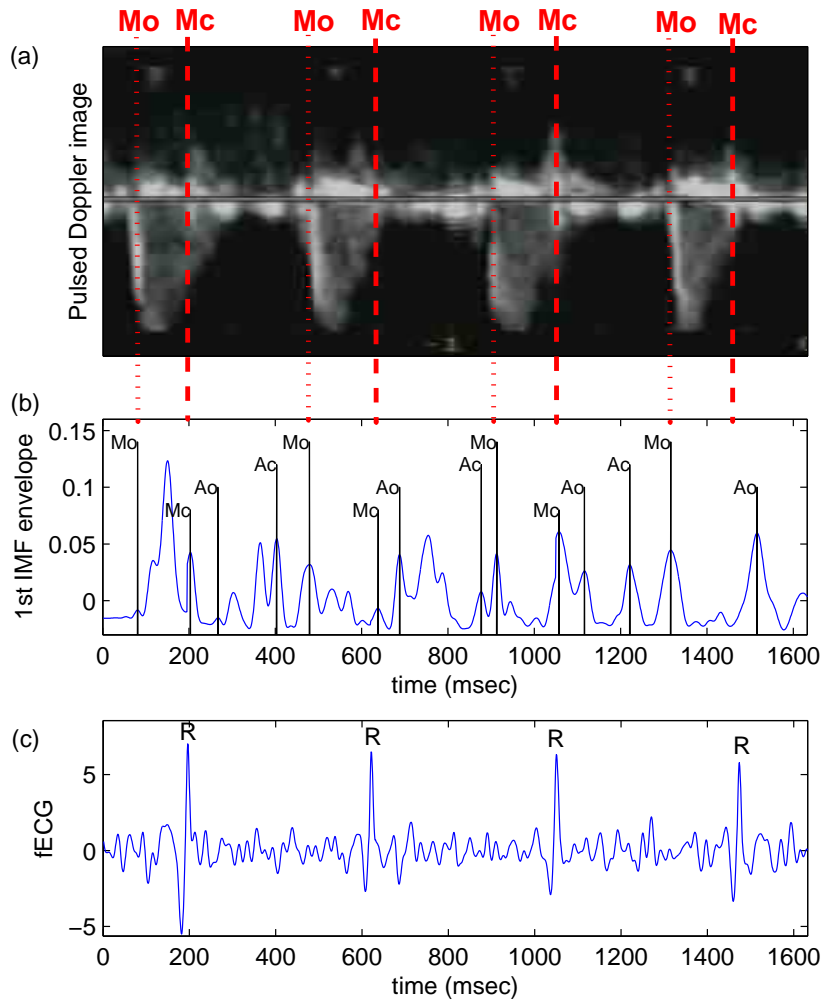 Mo Mc Mo Mc Mo Mc Mo Mc
(a)
Pulsed Doppler image
(b)
1st IMF envelope
0.15
0.1
0.05
0
Mo Mo Ao Ac Mo Mo Ao Ac Mo Mo Ao Ac Mo Ao
0 200 400 600 800 1000 1200 1400 1600
time (msec)
(c)
fECG
5
0
−5
R R R R
0 200 400 600 800 1000 1200 1400 1600
time (msec)